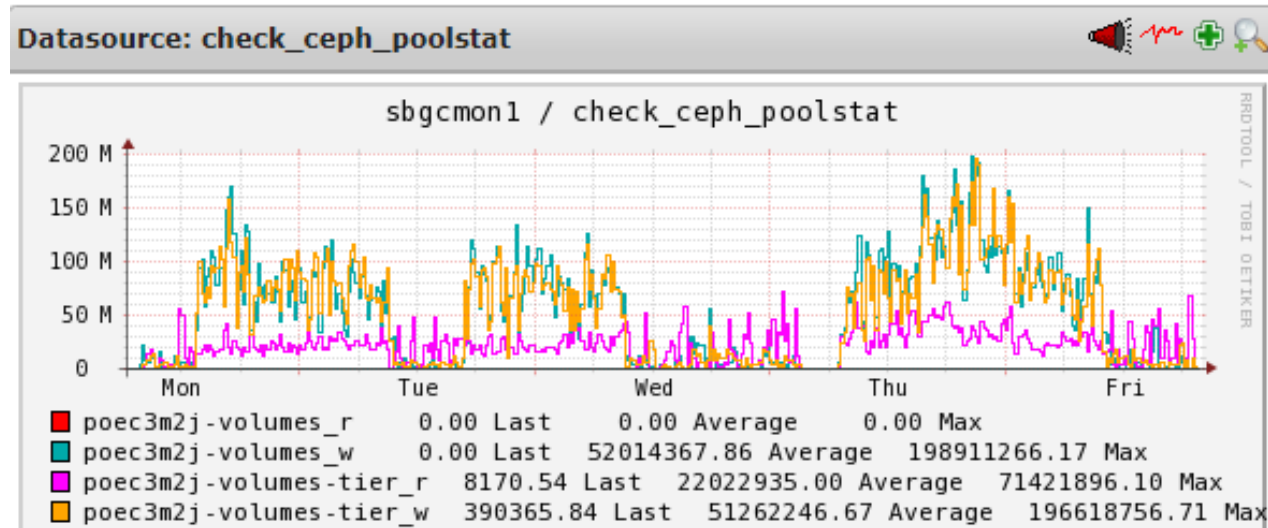 Datasource: check_ceph_poolstat
sbgcmon1 / check_ceph_poolstat
RRDTOOL / TOBI OETIKER
200 M
150 M
100 M
50 M
0
Mon Tue Wed Thu Fri
poec3m2j-volumes_r 0.00 Last 0.00 Average 0.00 Max
poec3m2j-volumes_w 0.00 Last 52014367.86 Average 198911266.17 Max
poec3m2j-volumes-tier_r 8170.54 Last 22022935.00 Average 71421896.10 Max
poec3m2j-volumes-tier_w 390365.84 Last 51262246.67 Average 196618756.71 Max